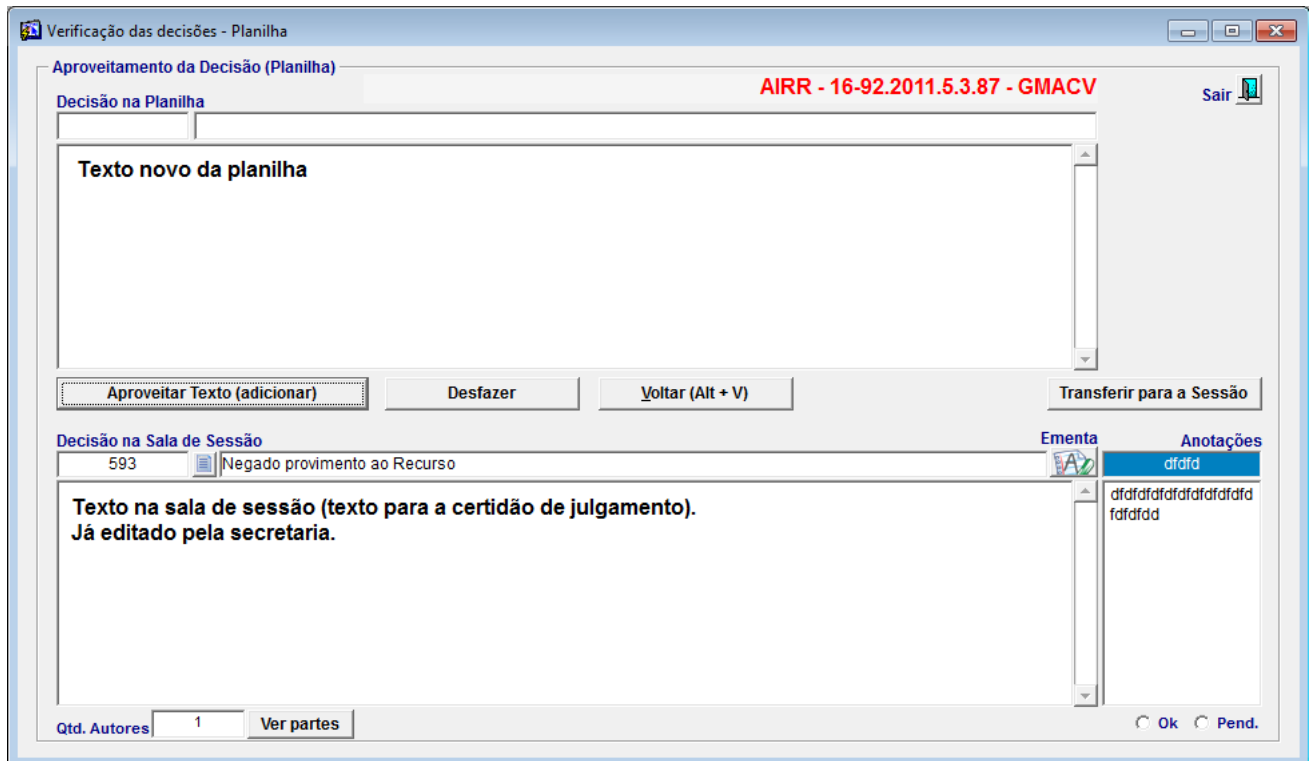 Verificação das decisões - Planilha
Aproveitamento da Decisão (Planilha)
AIRR - 16-92.2011.5.3.87 - GMACV
Sair
Decisão na Planilha
Texto novo da planilha
Aproveitar Texto (adicionar)
Desfazer
Voltar (Alt + V)
Transferir para a Sessão
Decisão na Sala de Sessão
Ementa
Anotações
593
Negado provimento ao Recurso
dfdfd
Texto na sala de sessão (texto para a certidão de julgamento).
Já editado pela secretaria.
dfdfdfdfdfdfdfdfdfdfd
fdfdfdd
Qtd. Autores
1
Ver partes
Ok
Pend.